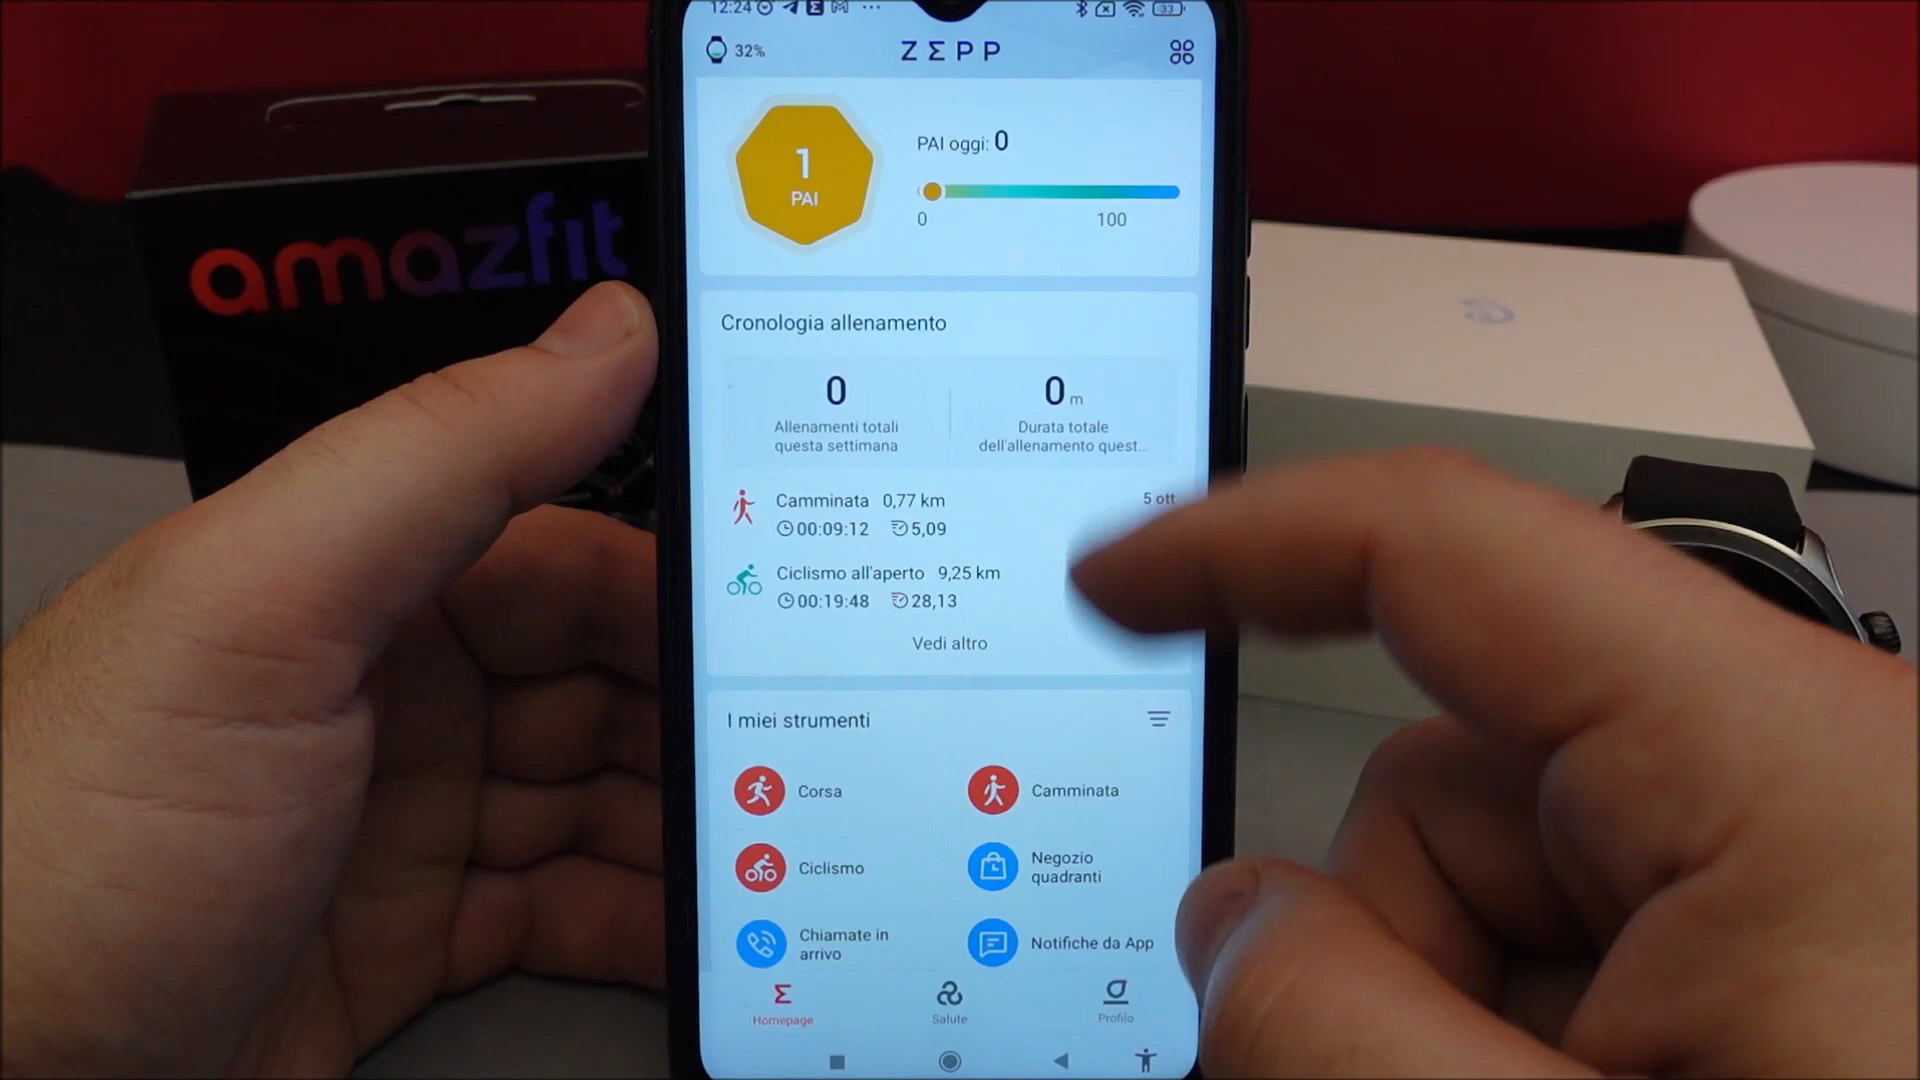 12:24
33
32%
ZΣPP
1
PAI
PAI oggi: 0
0 100
amazfit
Cronologia allenamento
0
Allenamenti totali
questa settimana
0 m
Durata totale
dell'allenamento quest...
Camminata 0,77 km
5 ott
00:09:12 5,09
Ciclismo all'aperto 9,25 km
00:19:48 28,13
Vedi altro
I miei strumenti
Corsa
Camminata
Ciclismo
Negozio
quadranti
Chiamate in
arrivo
Notifiche da App
Homepage
Salute
Profilo